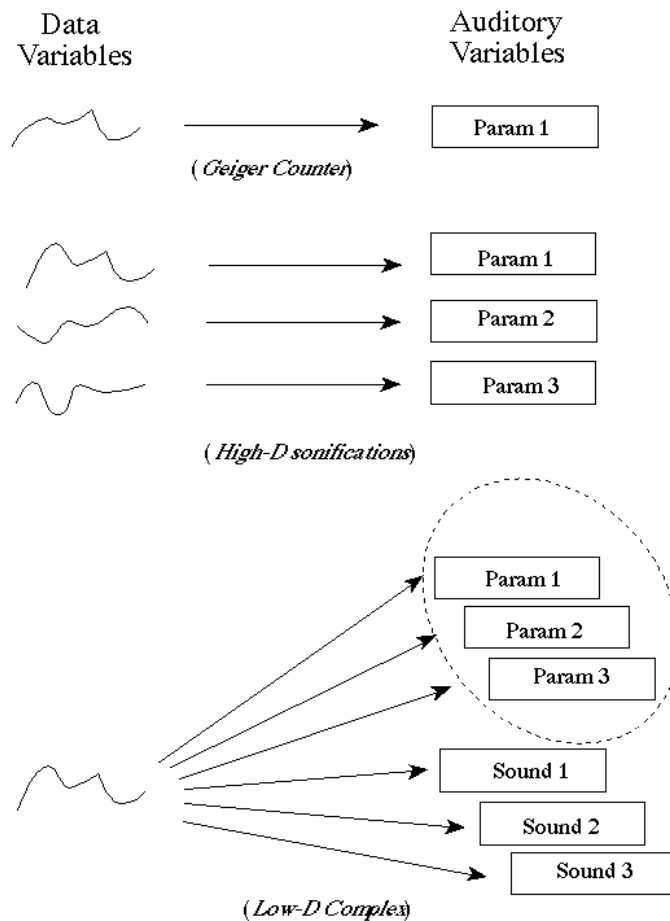 Data
Variables
Auditory
Variables
Param 1
(Geiger Counter)
Param 1
Param 2
Param 3
(High-D sonifications)
Param 1
Param 2
Param 3
Sound 1
Sound 2
Sound 3
(Low-D Complex)